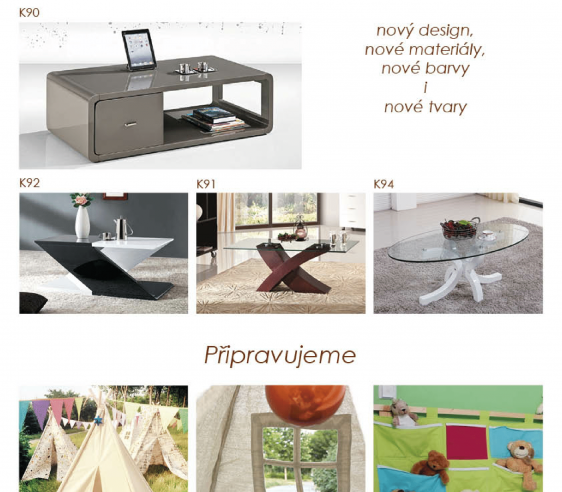 K90
nový design,
nové materiály,
nové barvy
i
nové tvary
K92
K91
K94
Připravujeme